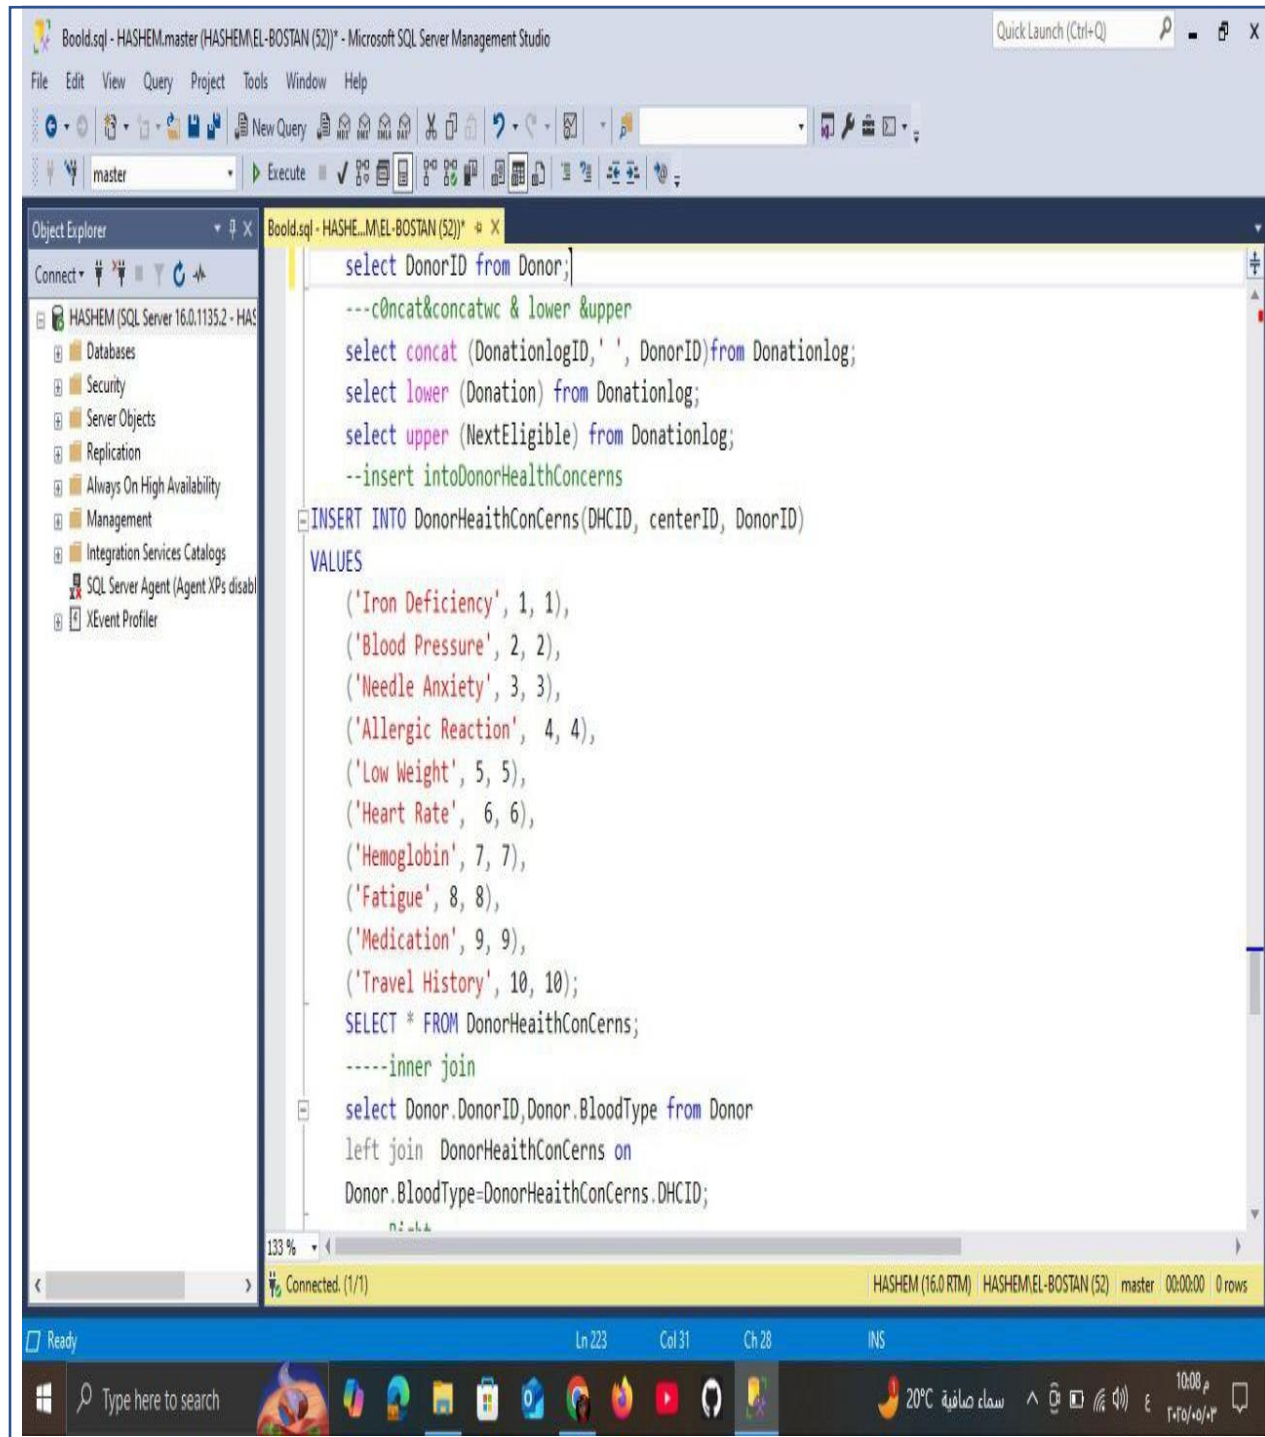 Boold.sql - HASHEM.master (HASHEM\EL-BOSTAN (52))* - Microsoft SQL Server Management Studio
Quick Launch (Ctrl+Q)
File Edit View Query Project Tools Window Help
New Query
master
Execute
Object Explorer
Boold.sql - HASHE...M\EL-BOSTAN (52))*
Connect
HASHEM (SQL Server 16.0.1135.2 - HAS
Databases
Security
Server Objects
Replication
Always On High Availability
Management
Integration Services Catalogs
SQL Server Agent (Agent XPs disabl
XEvent Profiler
select DonorID from Donor;
---c0ncat&concatwc & lower &upper
select concat (DonationlogID,' ', DonorID)from Donationlog;
select lower (Donation) from Donationlog;
select upper (NextEligible) from Donationlog;
--insert intoDonorHealthConcerns
INSERT INTO DonorHeaithConCerns(DHCID, centerID, DonorID)
VALUES
('Iron Deficiency', 1, 1),
('Blood Pressure', 2, 2),
('Needle Anxiety', 3, 3),
('Allergic Reaction',  4, 4),
('Low Weight', 5, 5),
('Heart Rate',  6, 6),
('Hemoglobin', 7, 7),
('Fatigue', 8, 8),
('Medication', 9, 9),
('Travel History', 10, 10);
SELECT * FROM DonorHeaithConCerns;
-----inner join
select Donor.DonorID,Donor.BloodType from Donor
left join  DonorHeaithConCerns on
Donor.BloodType=DonorHeaithConCerns.DHCID;
133 %
Connected. (1/1)
HASHEM (16.0 RTM) HASHEM\EL-BOSTAN (52) master 00:00:00 0 rows
Ready
Ln 223 Col 31 Ch 28 INS
Type here to search
20°C سماء صافية
ع
10:08 م
٢٠٢٥/٠٥/٠٣